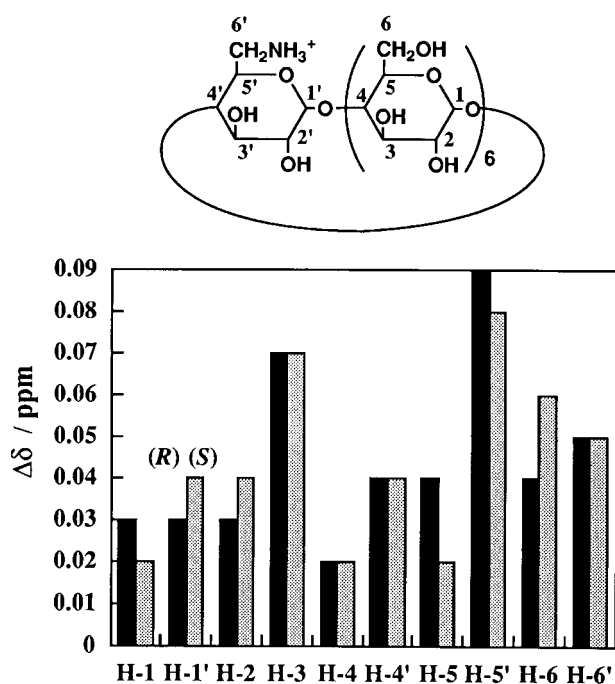 6' 6
CH₂NH₃⁺ CH₂OH
5' O 5 O
4' 1' 4 1
OH O OH O
3' 2' 3 2
OH OH 6
0.09
0.08
0.07
0.06
0.05
0.04
0.03
0.02
0.01
0
Δδ / ppm
(R) (S)
H-1 H-1' H-2 H-3 H-4 H-4' H-5 H-5' H-6 H-6'